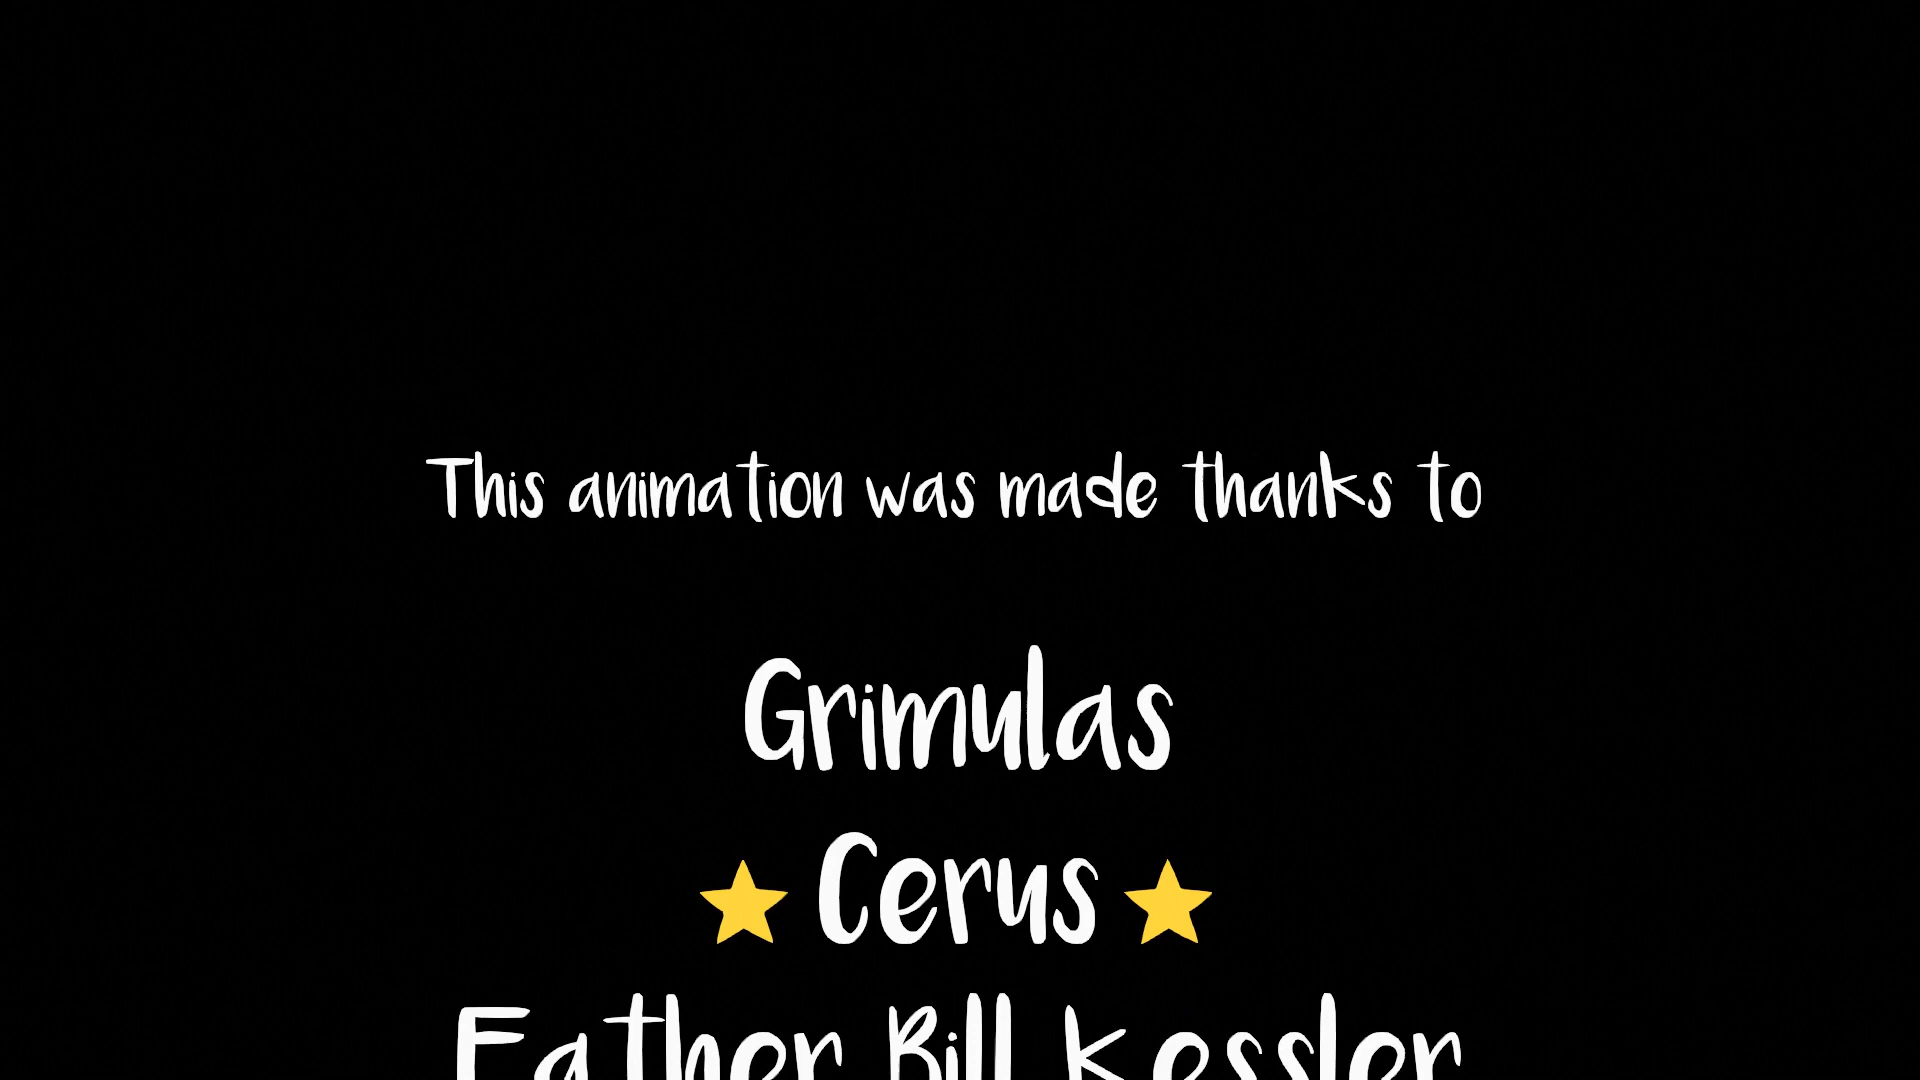 This animation was made thanks to
Grimulas
Cerus
Father Bill Kessler